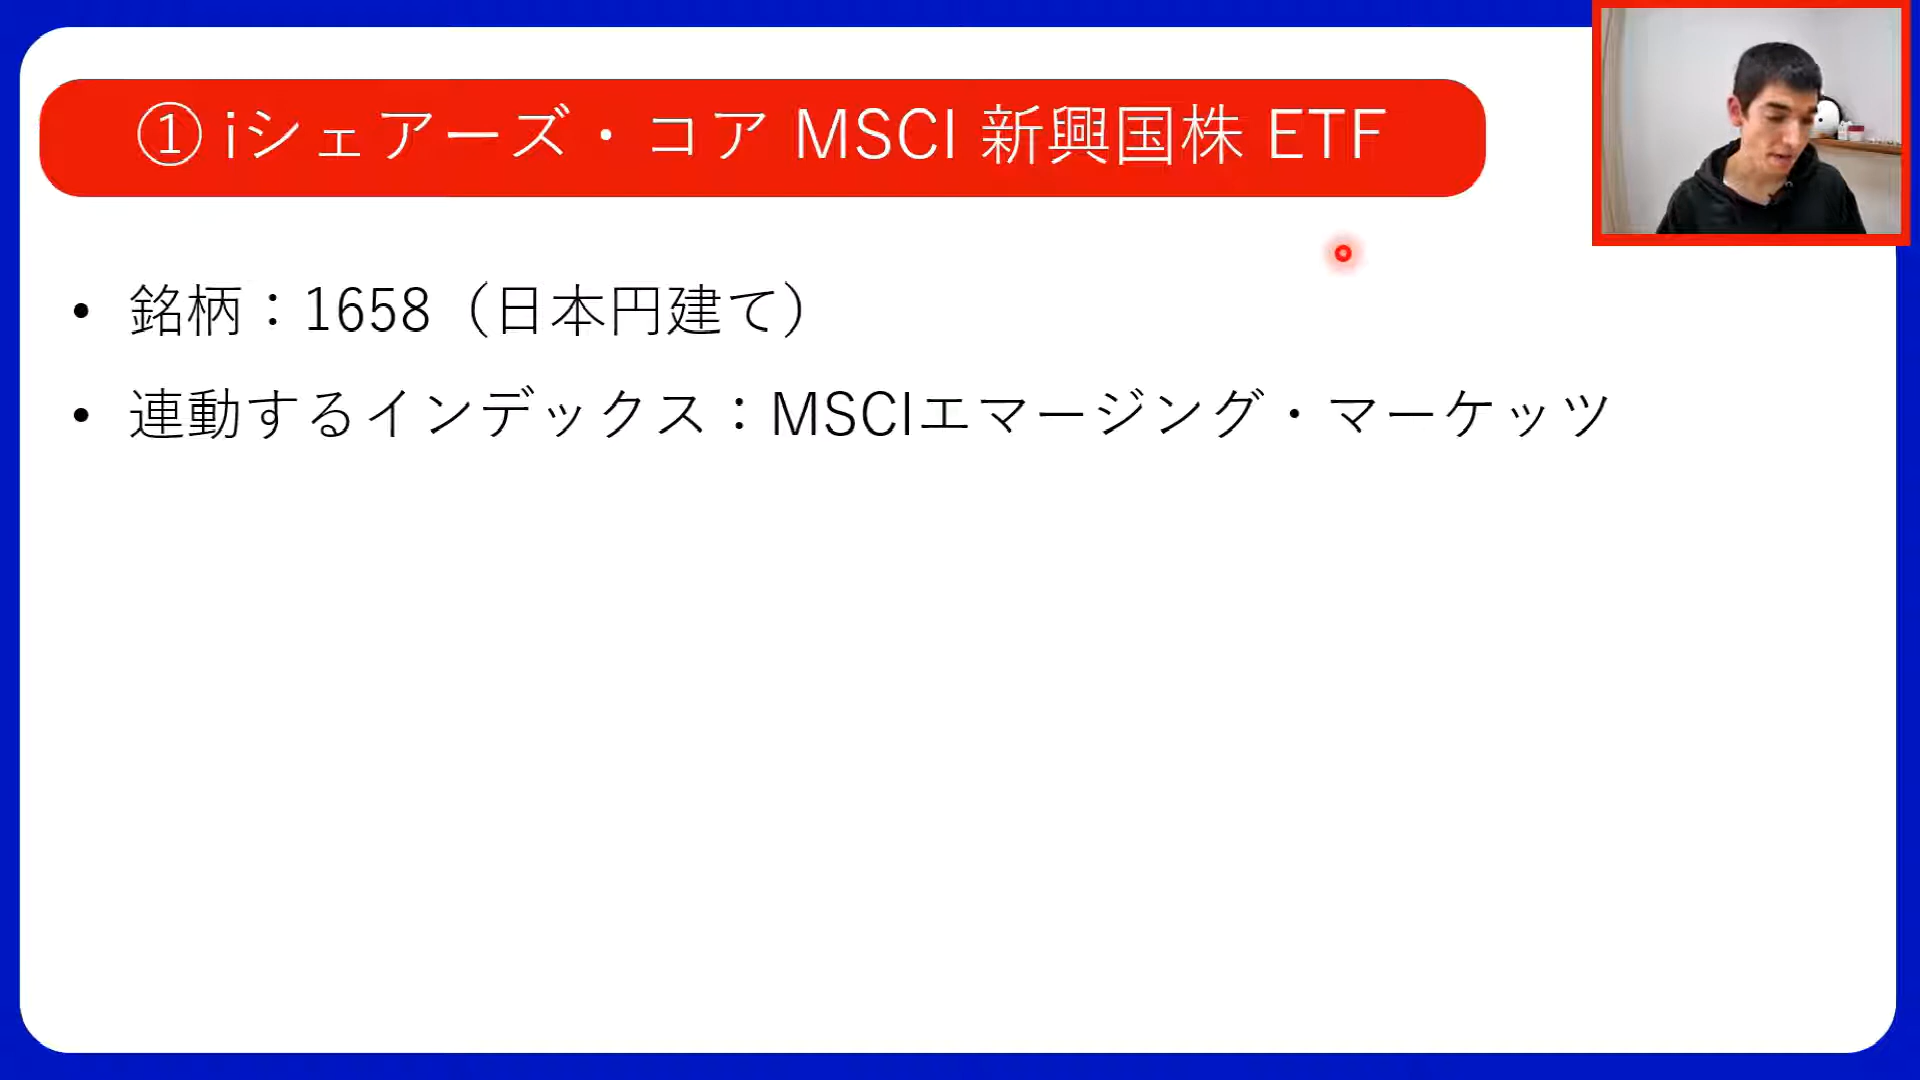 ① iシェアーズ・コア MSCI 新興国株 ETF
• 銘柄：1658（日本円建て）
• 連動するインデックス：MSCIエマージング・マーケッツ